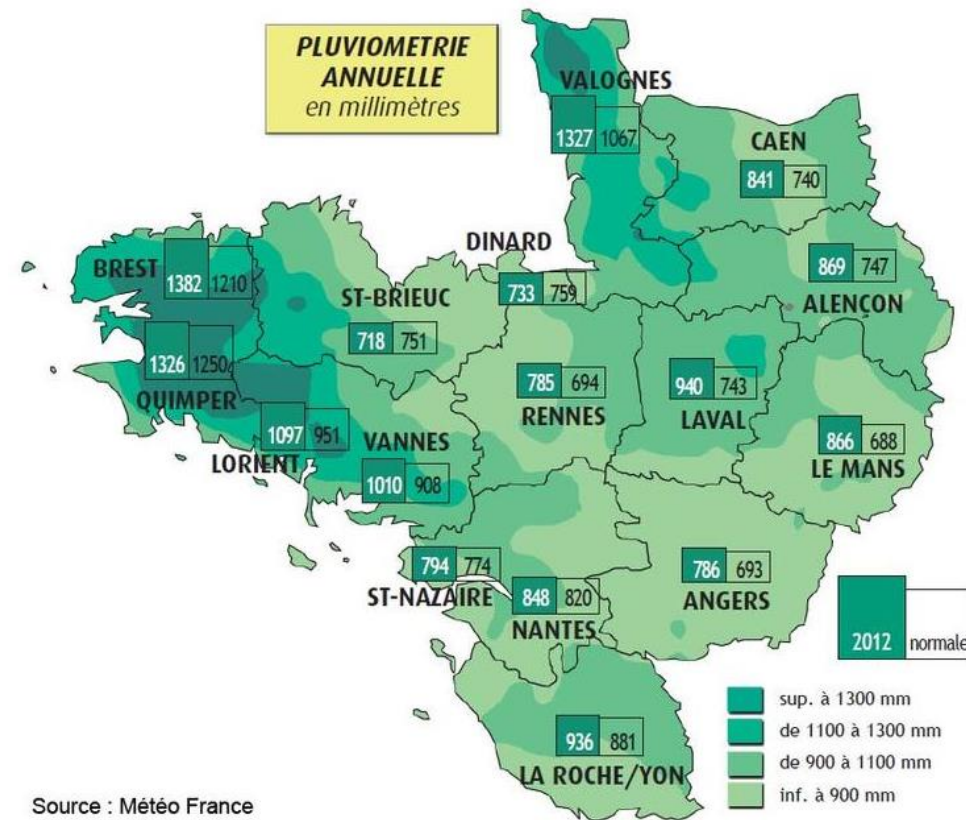 PLUVIOMETRIE
ANNUELLE
en millimètres
VALOGNES
1327 1067
CAEN
841 740
DINARD
733 759
BREST
1382 1210
869 747
ALENÇON
ST-BRIEUC
718 751
1326 1250
QUIMPER
785 694
RENNES
940 743
LAVAL
1097 951
LORIENT
VANNES
1010 908
866 688
LE MANS
794 774
ST-NAZAIRE
848 820
NANTES
786 693
ANGERS
2012 normale
936 881
LA ROCHE/YON
sup. à 1300 mm
de 1100 à 1300 mm
de 900 à 1100 mm
inf. à 900 mm
Source : Météo France